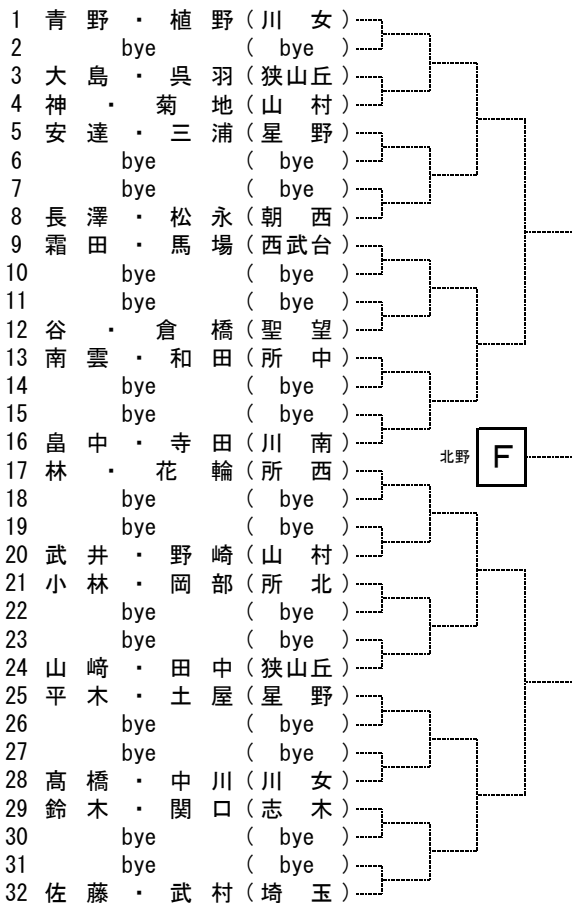 1 青野・植野(川女)
2 bye (bye)
3 大島・呉羽(狭山丘)
4 神・菊地(山村)
5 安達・三浦(星野)
6 bye (bye)
7 bye (bye)
8 長澤・松永(朝西)
9 霜田・馬場(西武台)
10 bye (bye)
11 bye (bye)
12 谷・倉橋(聖望)
13 南雲・和田(所中)
14 bye (bye)
15 bye (bye)
16 畠中・寺田(川南)
北野 F
17 林・花輪(所西)
18 bye (bye)
19 bye (bye)
20 武井・野崎(山村)
21 小林・岡部(所北)
22 bye (bye)
23 bye (bye)
24 山﨑・田中(狭山丘)
25 平木・土屋(星野)
26 bye (bye)
27 bye (bye)
28 髙橋・中川(川女)
29 鈴木・関口(志木)
30 bye (bye)
31 bye (bye)
32 佐藤・武村(埼玉)